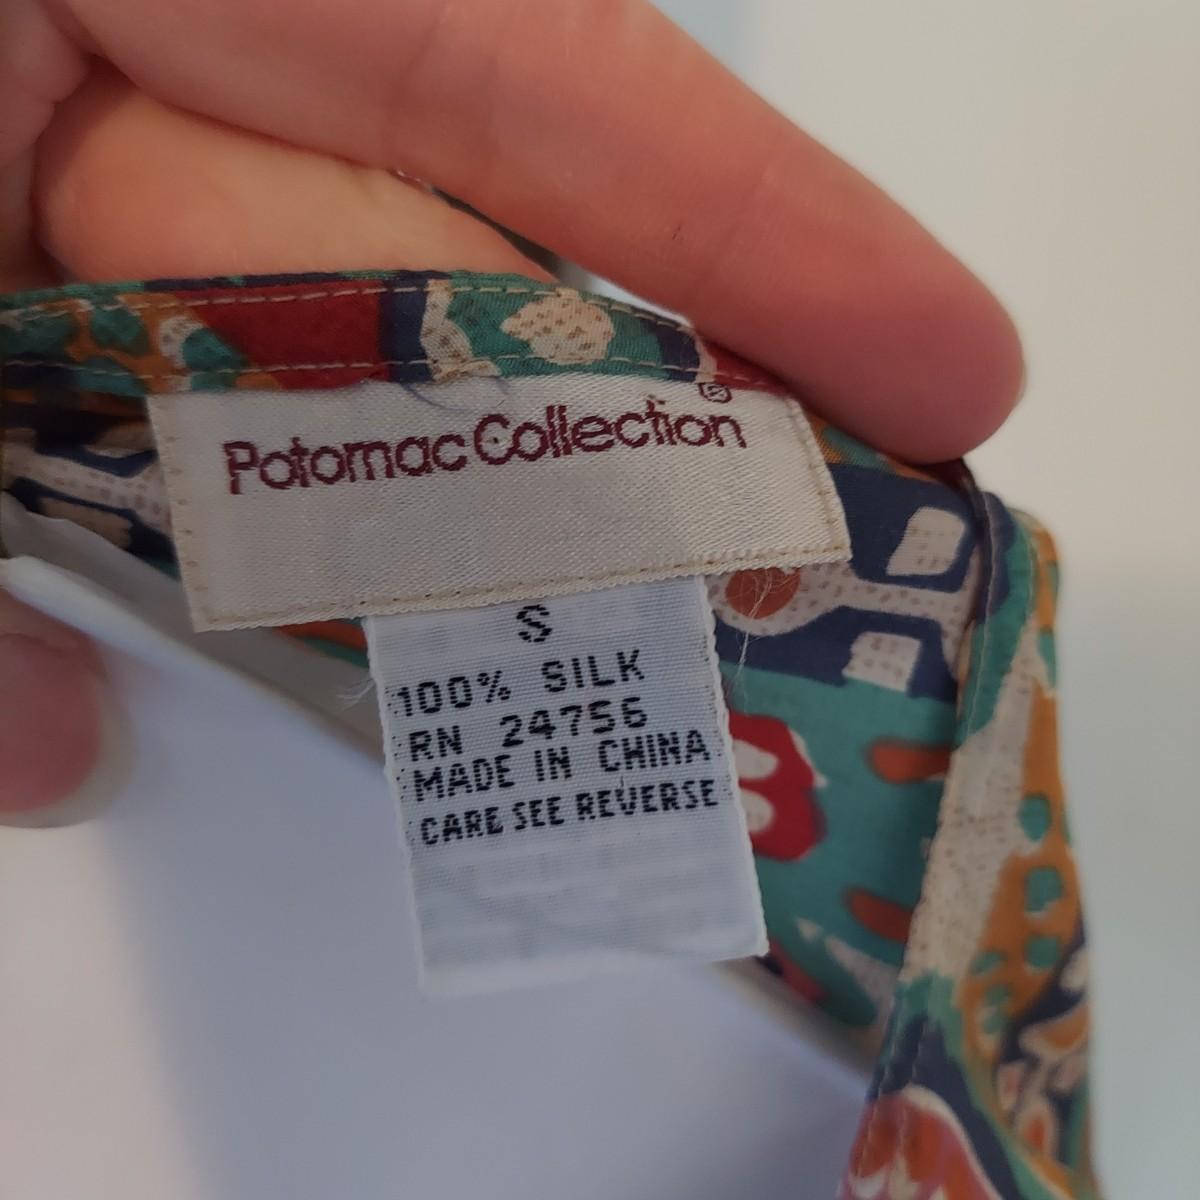 Potomac Collection®
S
100% SILK
RN 24756
MADE IN CHINA
CARE SEE REVERSE